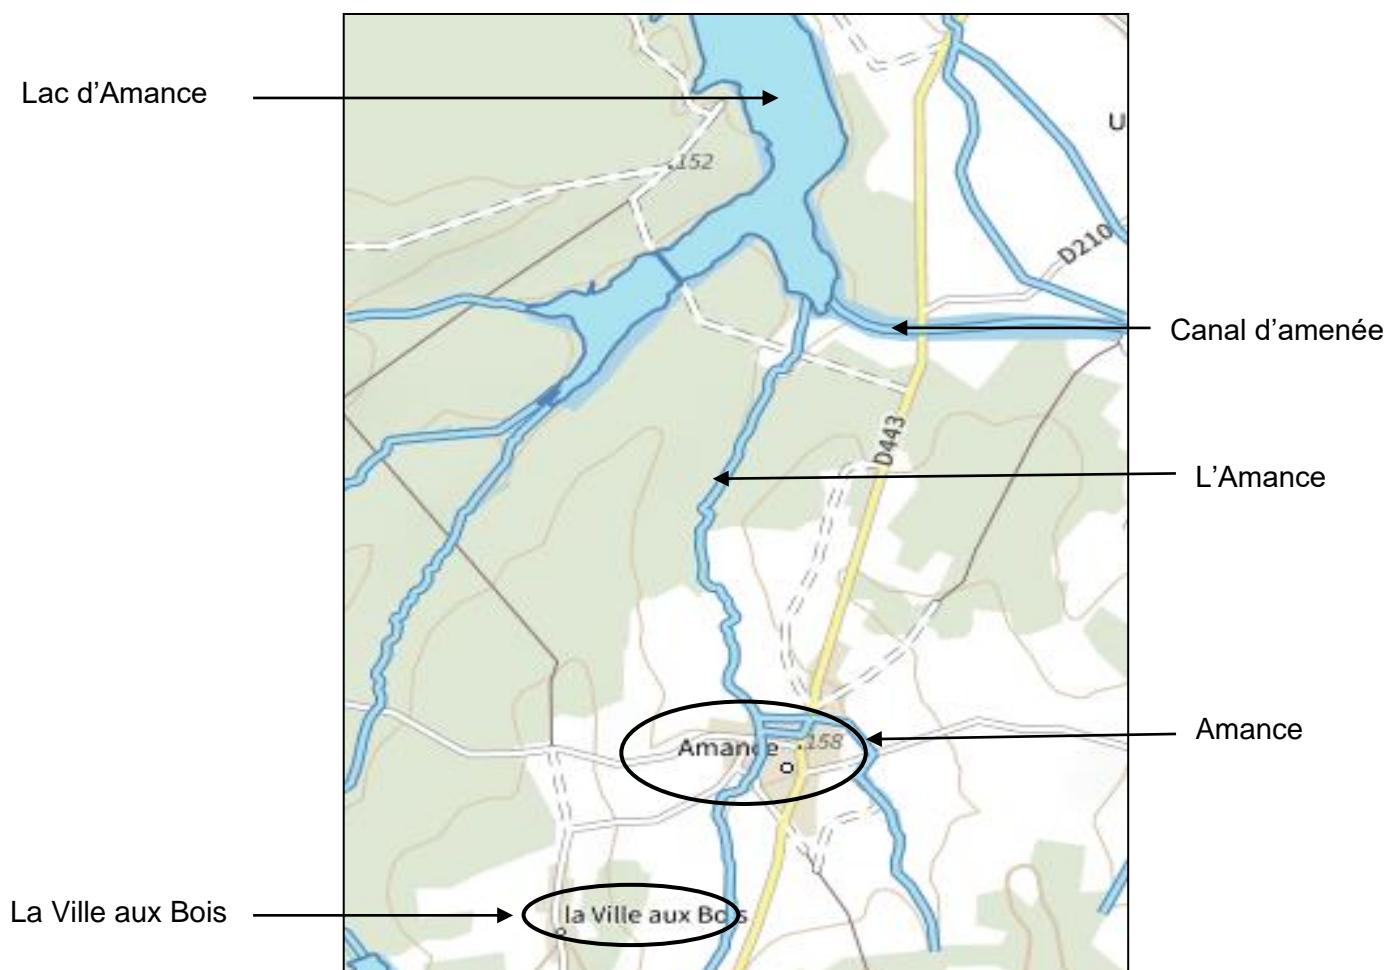 Lac d'Amance
U
.152
D210
Canal d'amenée
D443
L'Amance
Amance
Amance
.158
La Ville aux Bois
la Ville aux Bois